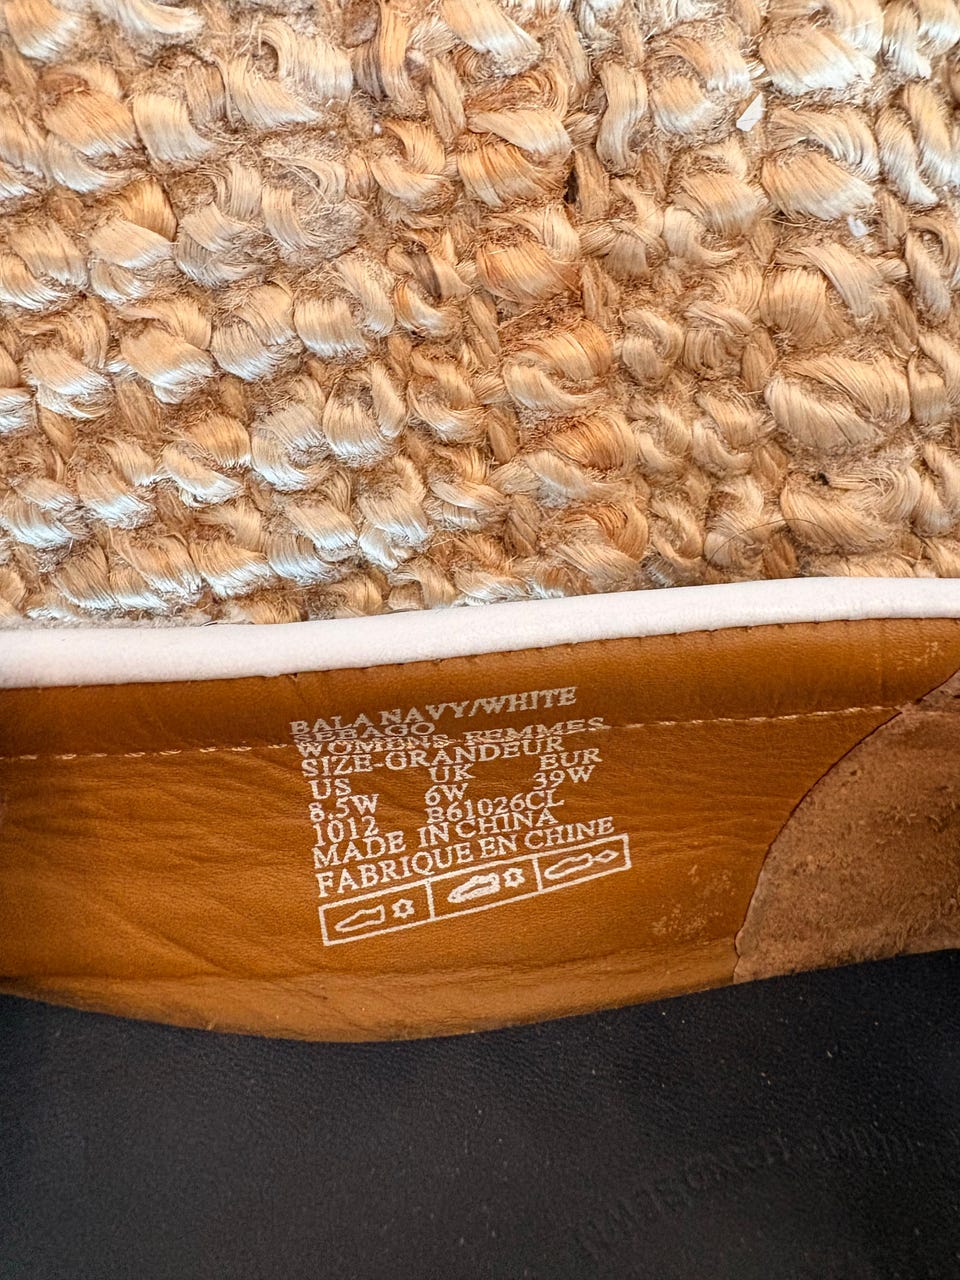 BALA NAVY/WHITE
SEBAGO
WOMENS-FEMMES
SIZE-GRANDEUR
US UK EUR
8.5W 6W 39W
1012 B61026CL
MADE IN CHINA
FABRIQUE EN CHINE